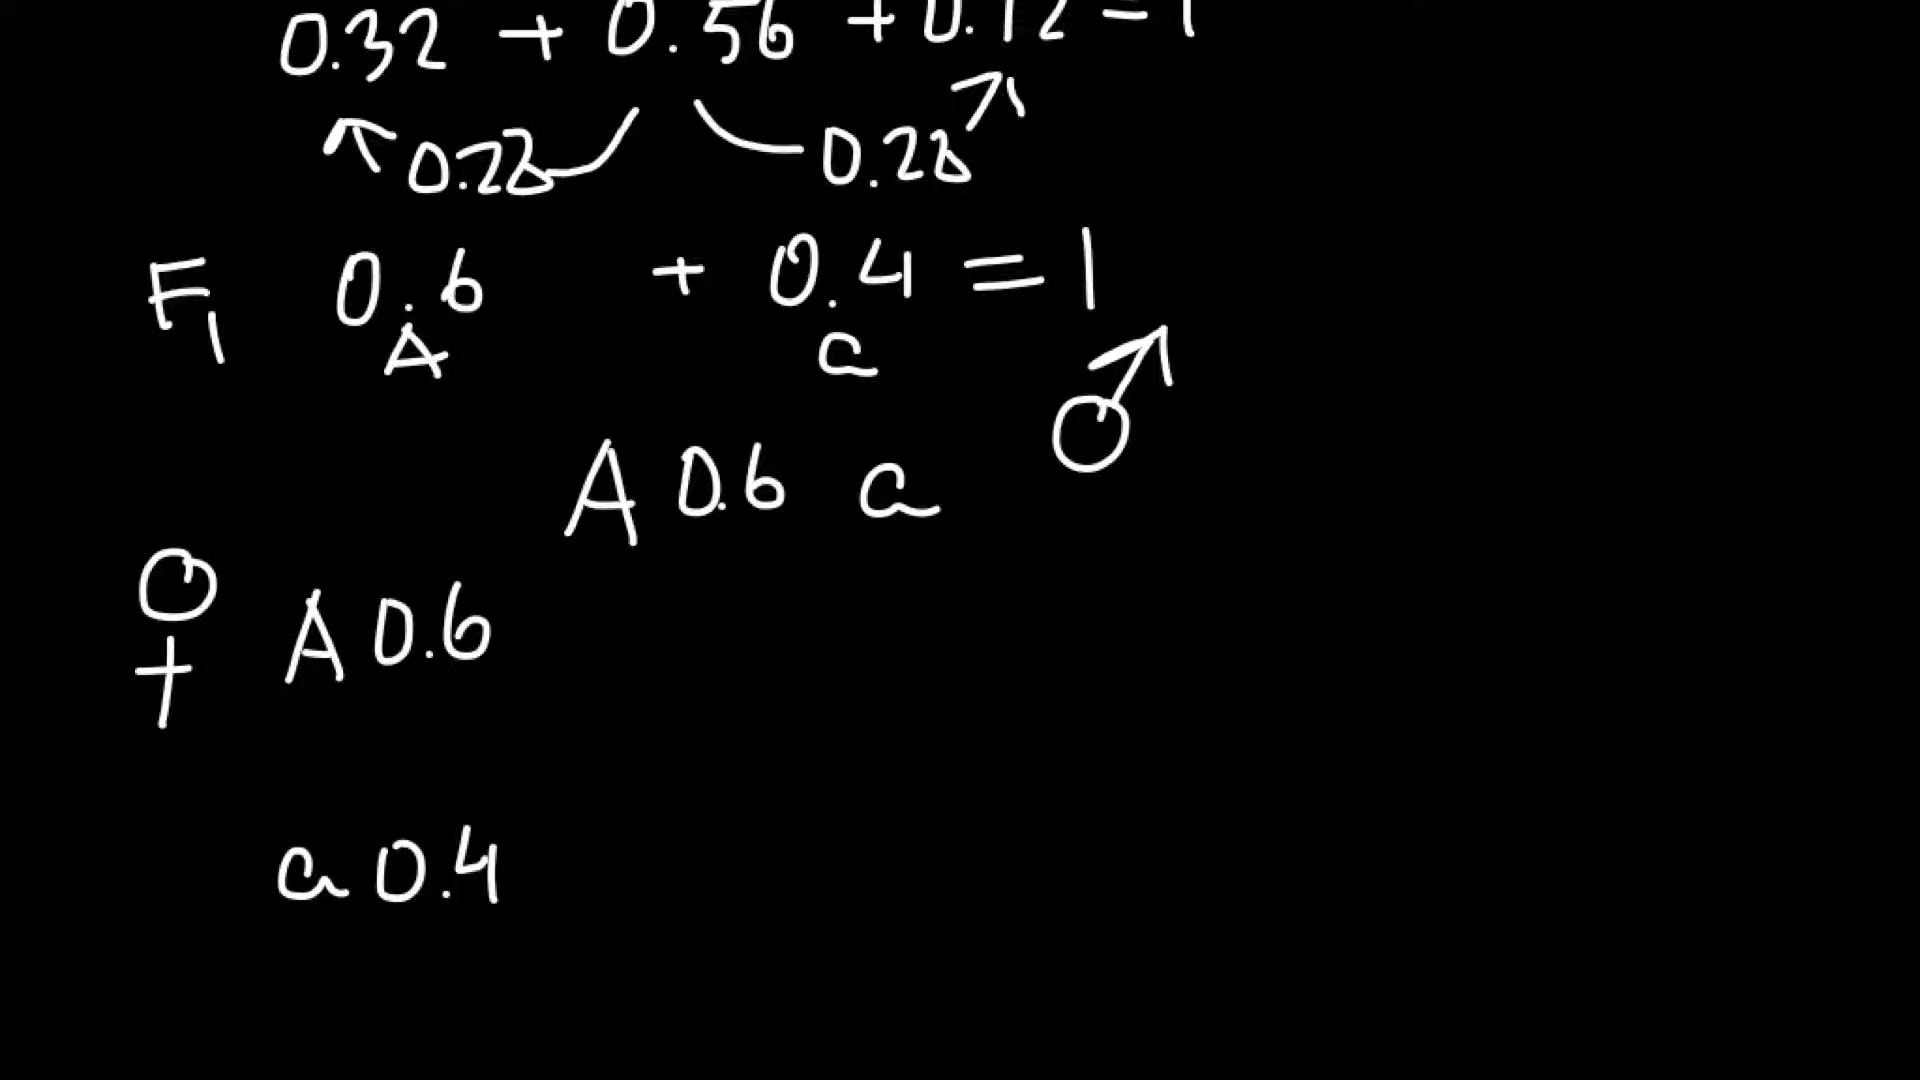 0.32 + 0.56 + 0.12 = 1
0.28 0.28
F1 0.6 + 0.4 = 1
A a
♂
A 0.6 a
♀ A 0.6
a 0.4